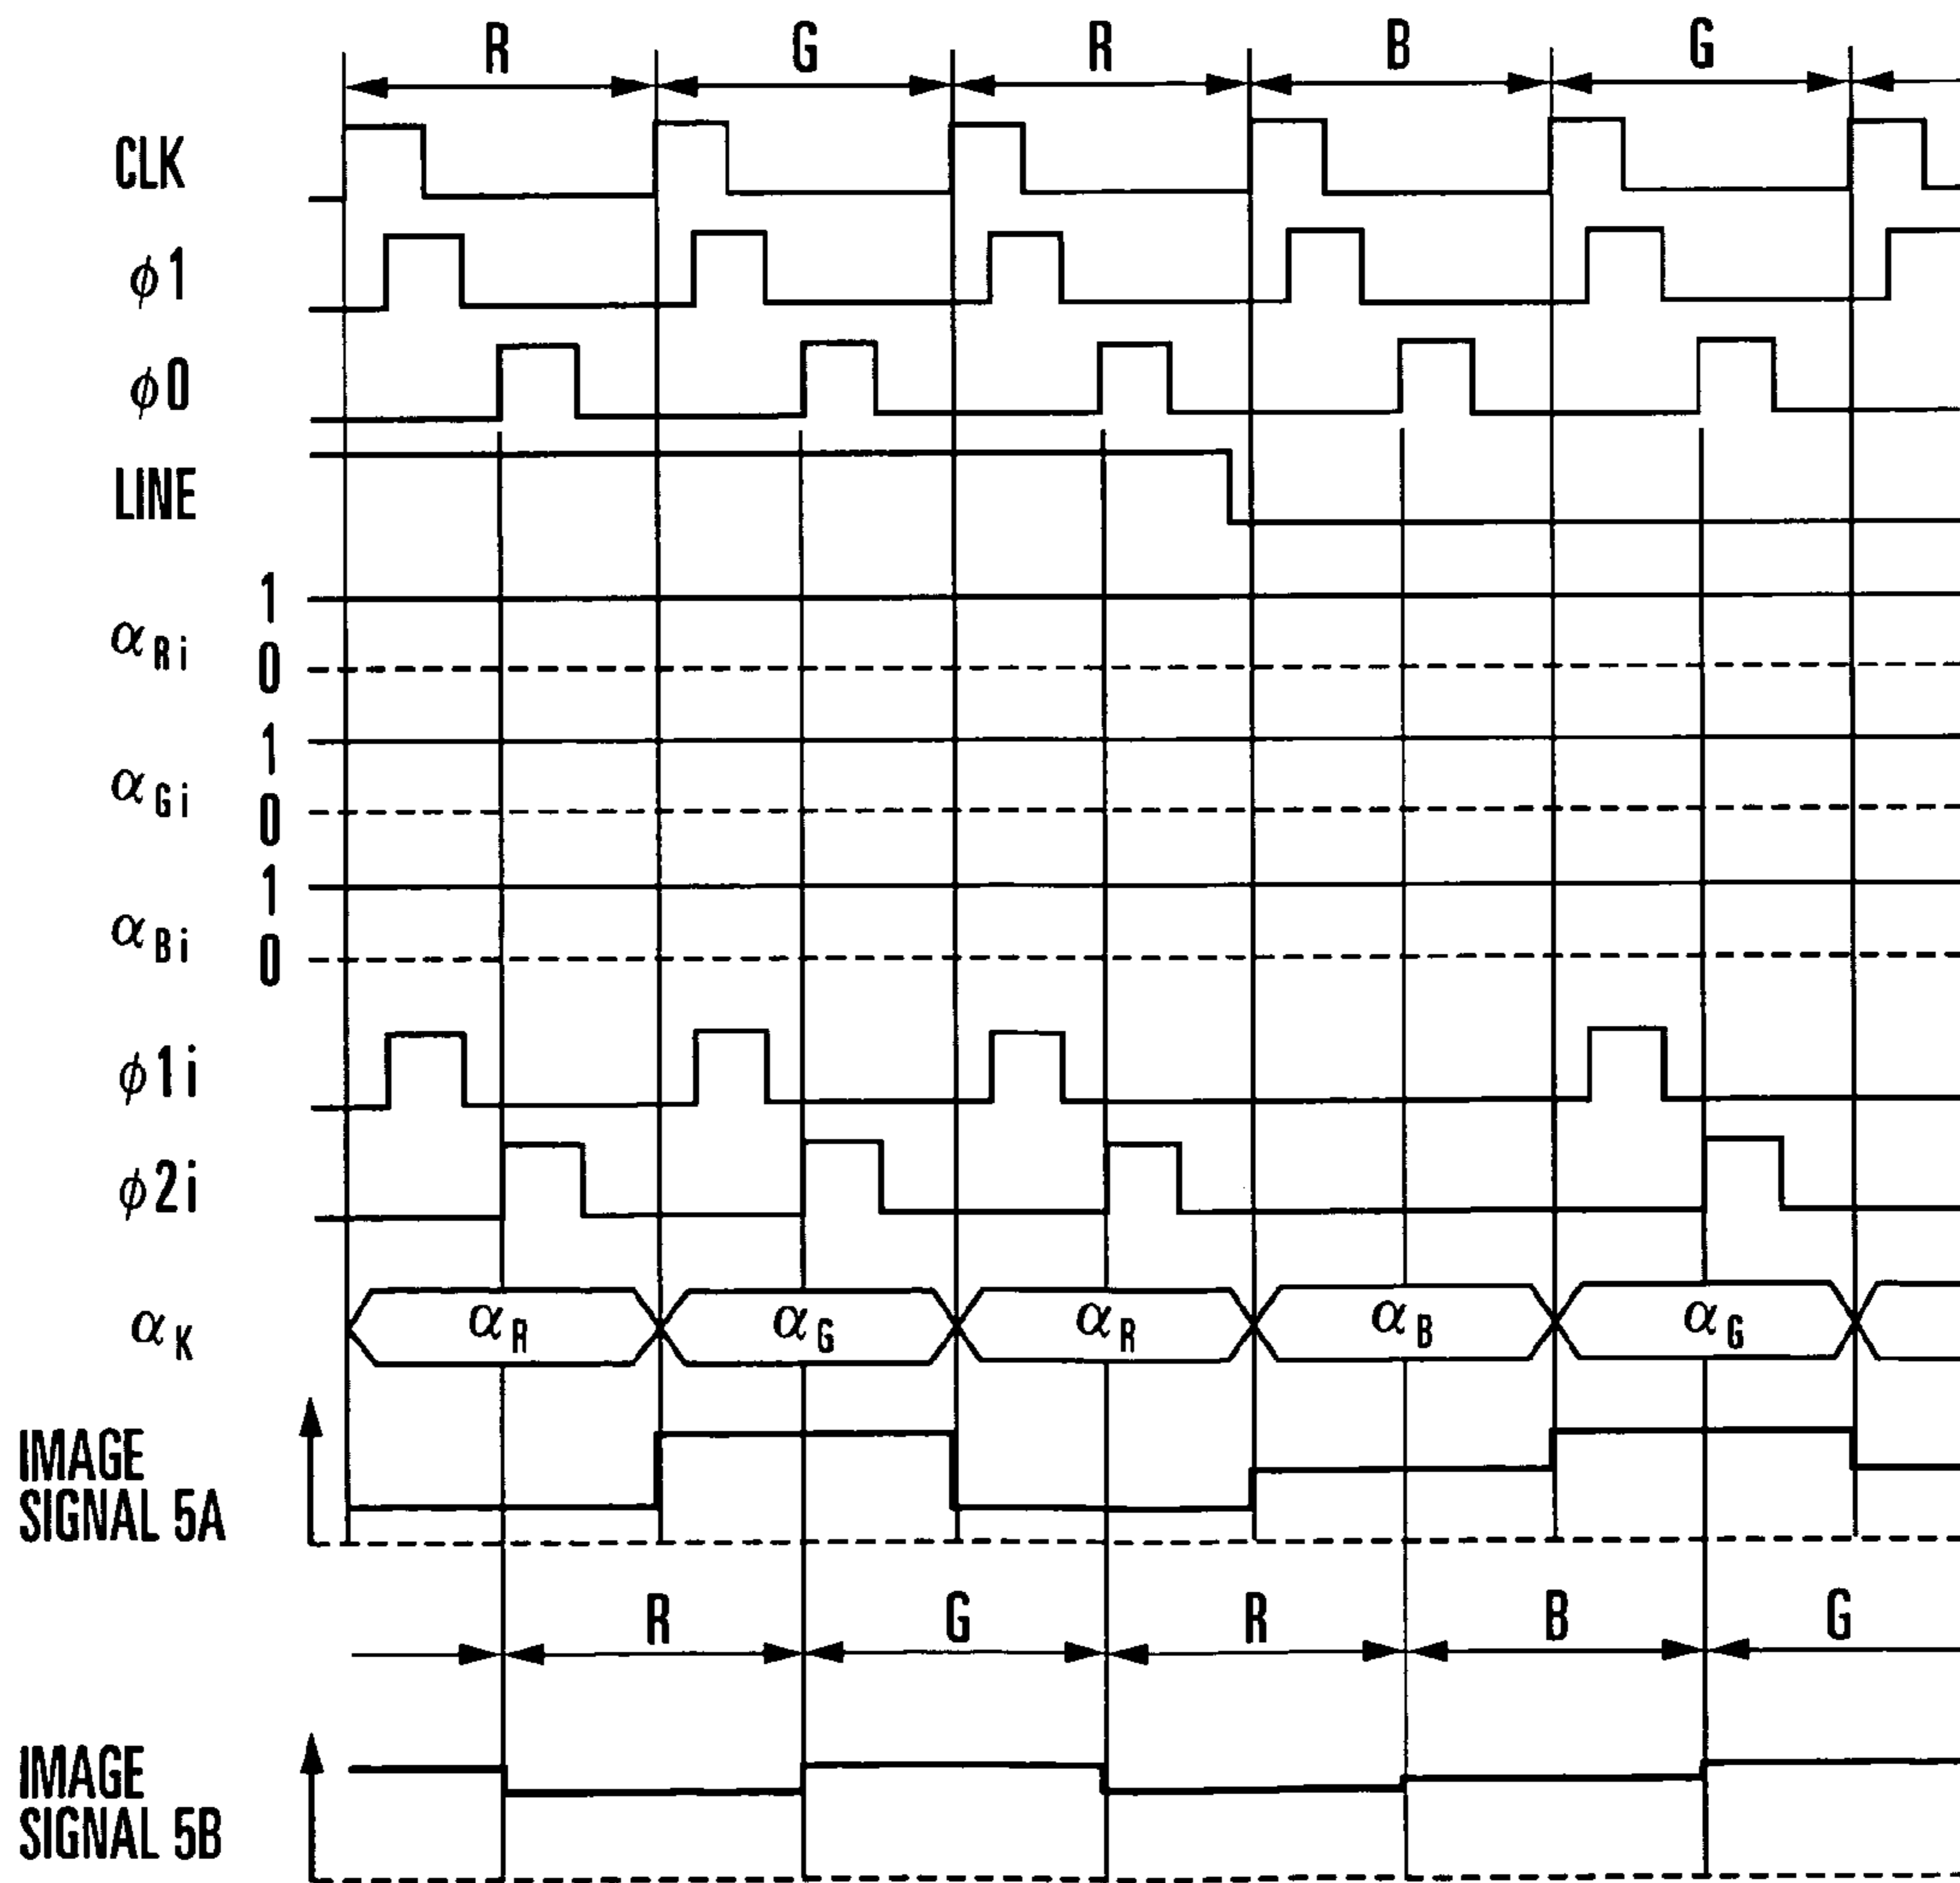 R G R B G
CLK
φ1
φ0
LINE
1
αRi
0
1
αGi
0
1
αBi
0
φ1i
φ2i
αK αR αG αR αB αG
IMAGE
SIGNAL 5A
R G R B G
IMAGE
SIGNAL 5B